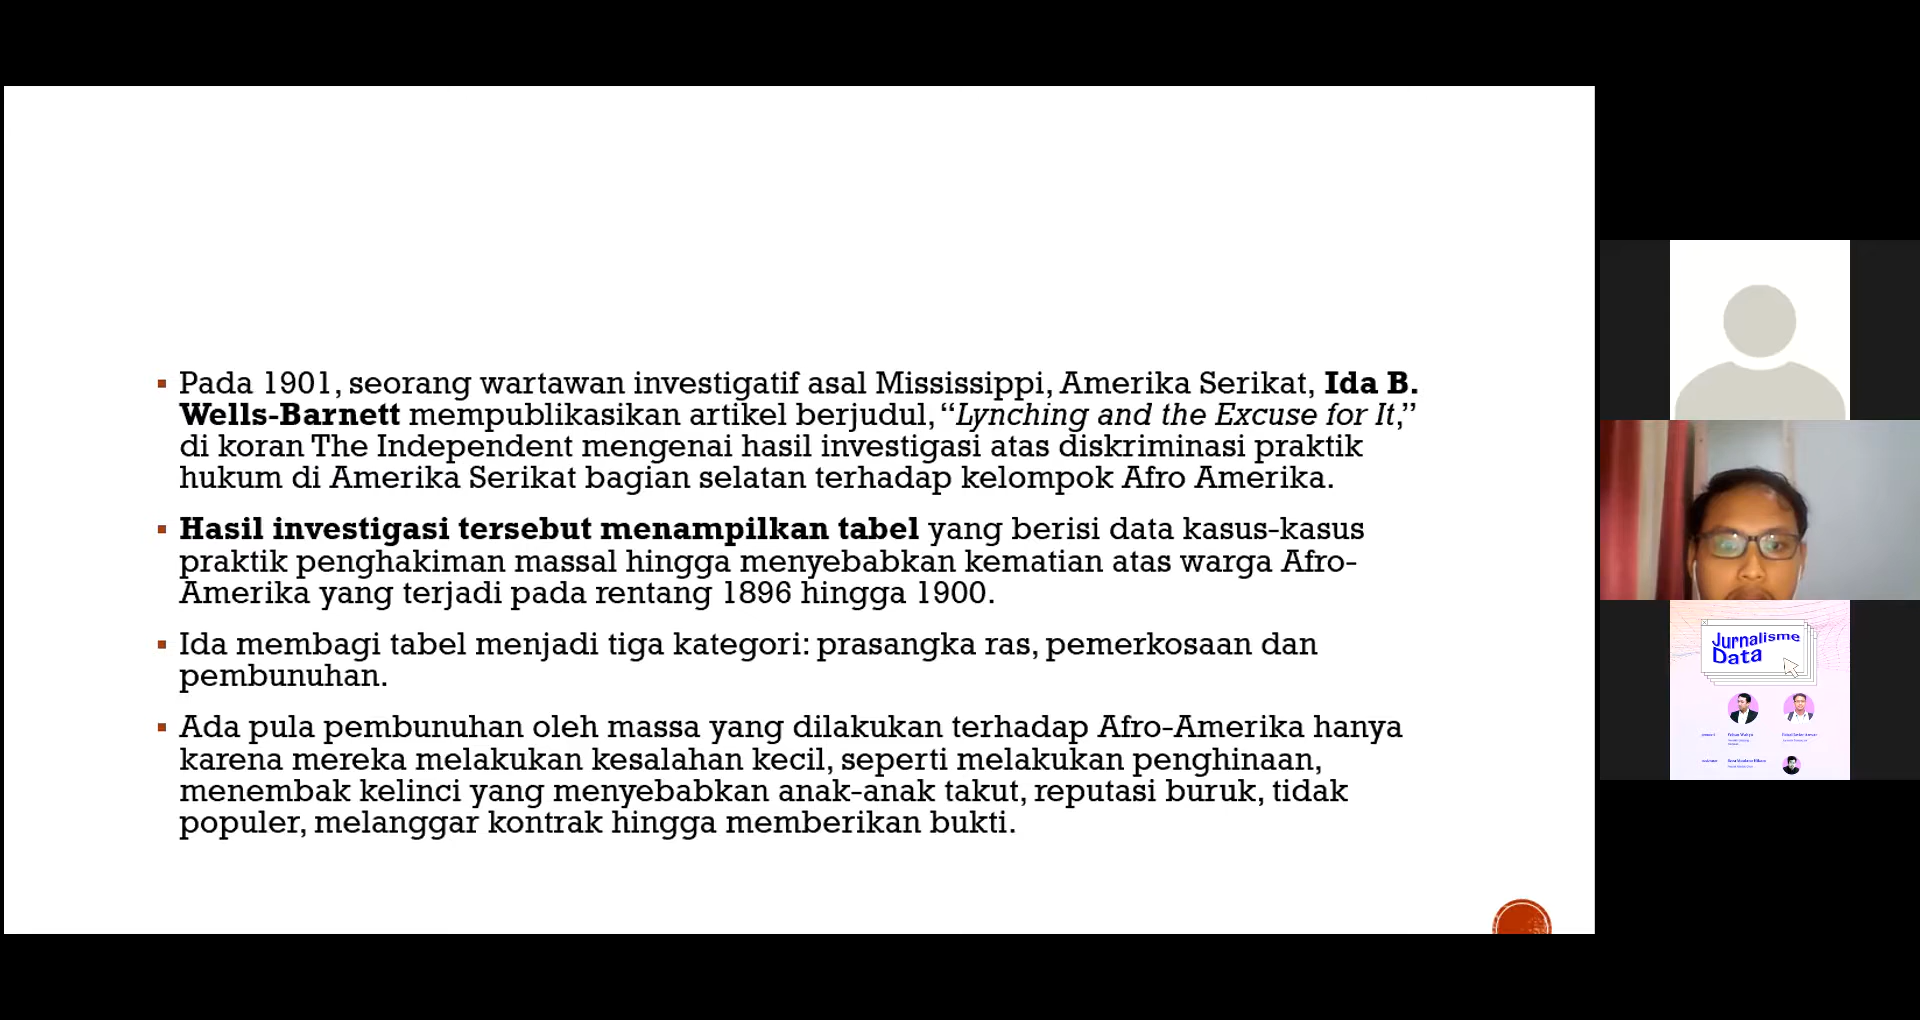 Pada 1901, seorang wartawan investigatif asal Mississippi, Amerika Serikat, Ida B.
Wells-Barnett mempublikasikan artikel berjudul, “Lynching and the Excuse for It,”
di koran The Independent mengenai hasil investigasi atas diskriminasi praktik
hukum di Amerika Serikat bagian selatan terhadap kelompok Afro Amerika.
Hasil investigasi tersebut menampilkan tabel yang berisi data kasus-kasus
praktik penghakiman massal hingga menyebabkan kematian atas warga Afro-
Amerika yang terjadi pada rentang 1896 hingga 1900.
Ida membagi tabel menjadi tiga kategori: prasangka ras, pemerkosaan dan
pembunuhan.
Ada pula pembunuhan oleh massa yang dilakukan terhadap Afro-Amerika hanya
karena mereka melakukan kesalahan kecil, seperti melakukan penghinaan,
menembak kelinci yang menyebabkan anak-anak takut, reputasi buruk, tidak
populer, melanggar kontrak hingga memberikan bukti.
Jurnalisme
Data